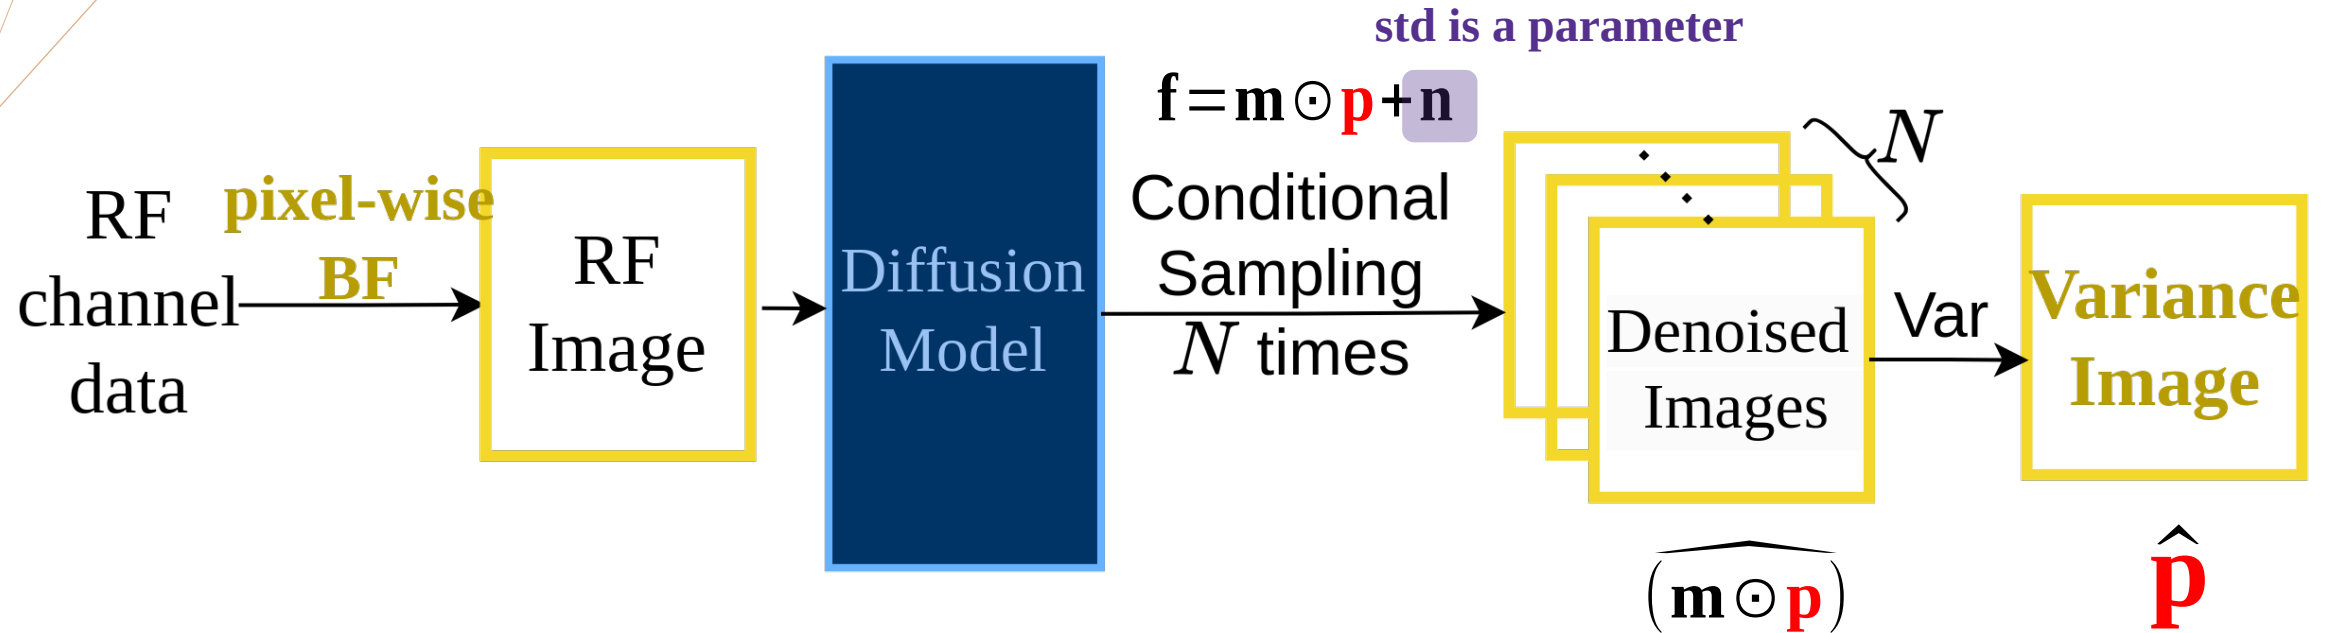 std is a parameter
f=m⊙p+n
RF
channel
data
pixel-wise
BF
RF
Image
Diffusion
Model
Conditional
Sampling
N times
N
Denoised
Images
Var
Variance
Image
(m⊙p)^
p̂